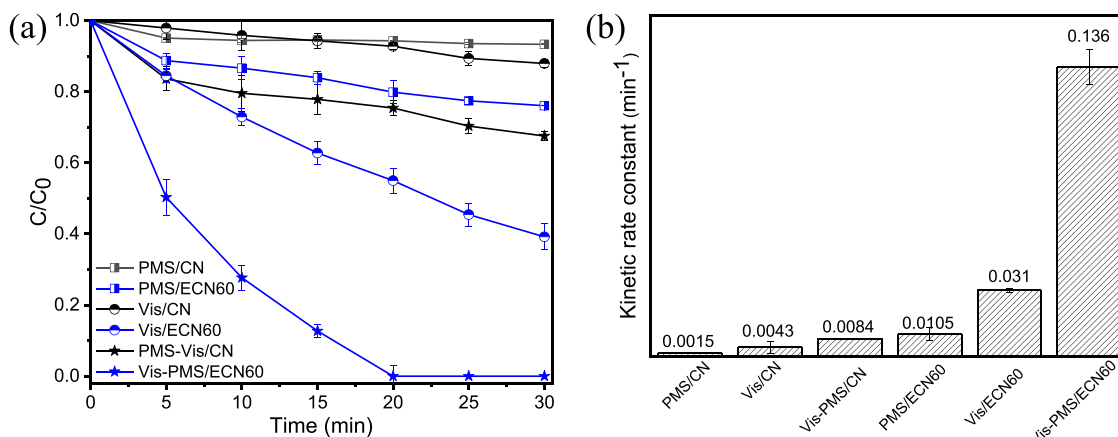 (a)
1.0
0.8
0.6
0.4
0.2
0.0
C/C0
PMS/CN
PMS/ECN60
Vis/CN
Vis/ECN60
PMS-Vis/CN
Vis-PMS/ECN60
0 5 10 15 20 25 30
Time (min)
(b)
Kinetic rate constant (min⁻¹)
0.0015
0.0043
0.0084
0.0105
0.031
0.136
PMS/CN
Vis/CN
Vis-PMS/CN
PMS/ECN60
Vis/ECN60
Vis-PMS/ECN60